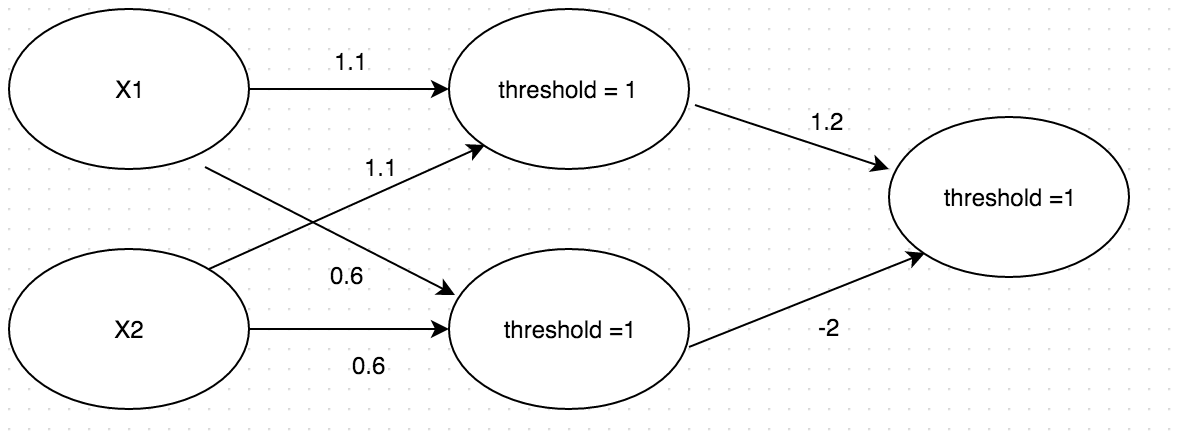 X1
1.1
threshold = 1
1.2
1.1
threshold =1
0.6
X2
threshold =1
-2
0.6